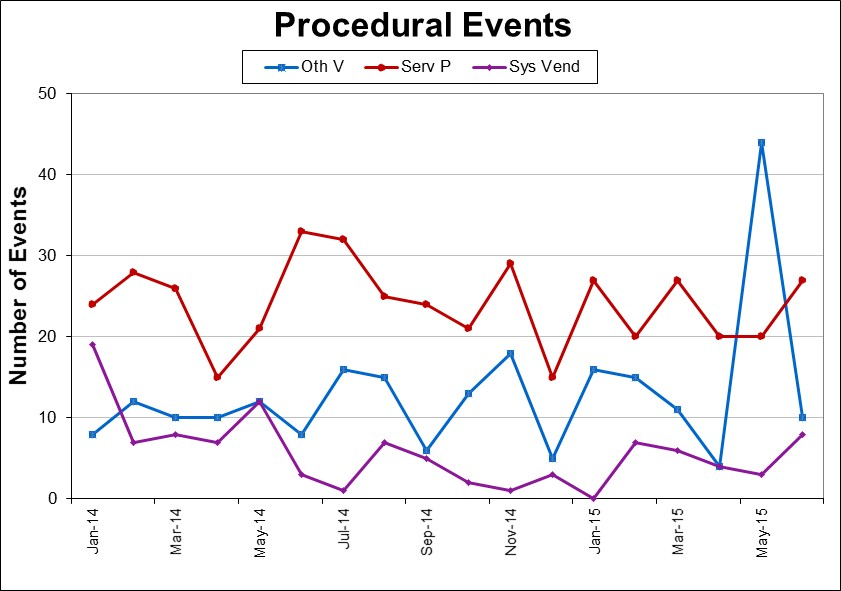 Procedural Events
Oth V Serv P Sys Vend
Number of Events
50
40
30
20
10
0
Jan-14 Mar-14 May-14 Jul-14 Sep-14 Nov-14 Jan-15 Mar-15 May-15